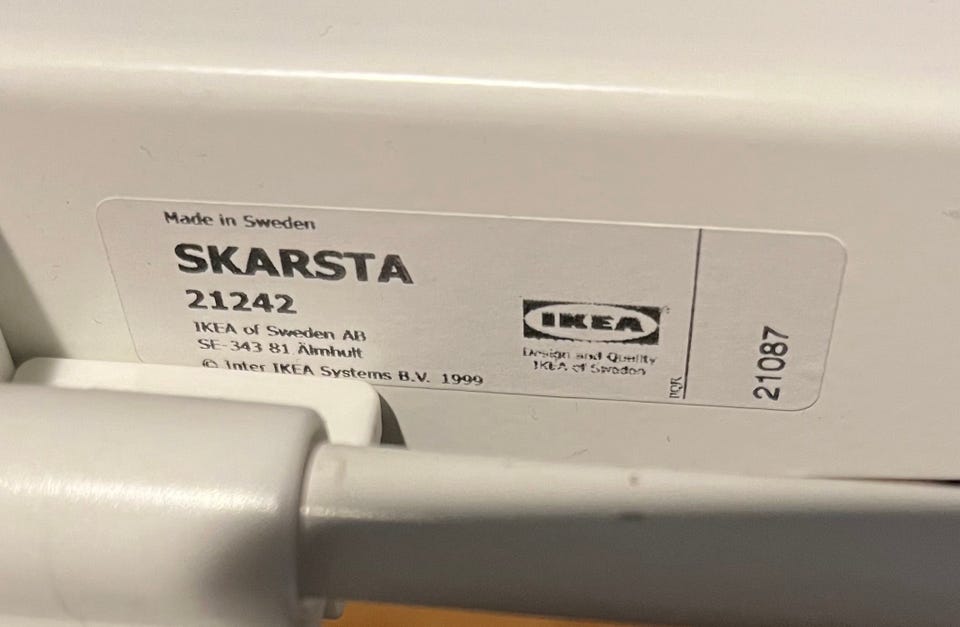 Made in Sweden
SKARSTA
21242
IKEA of Sweden AB
SE-343 81 Älmhult
© Inter IKEA Systems B.V. 1999
IKEA®
Design and Quality
IKEA of Sweden
PQR
21087